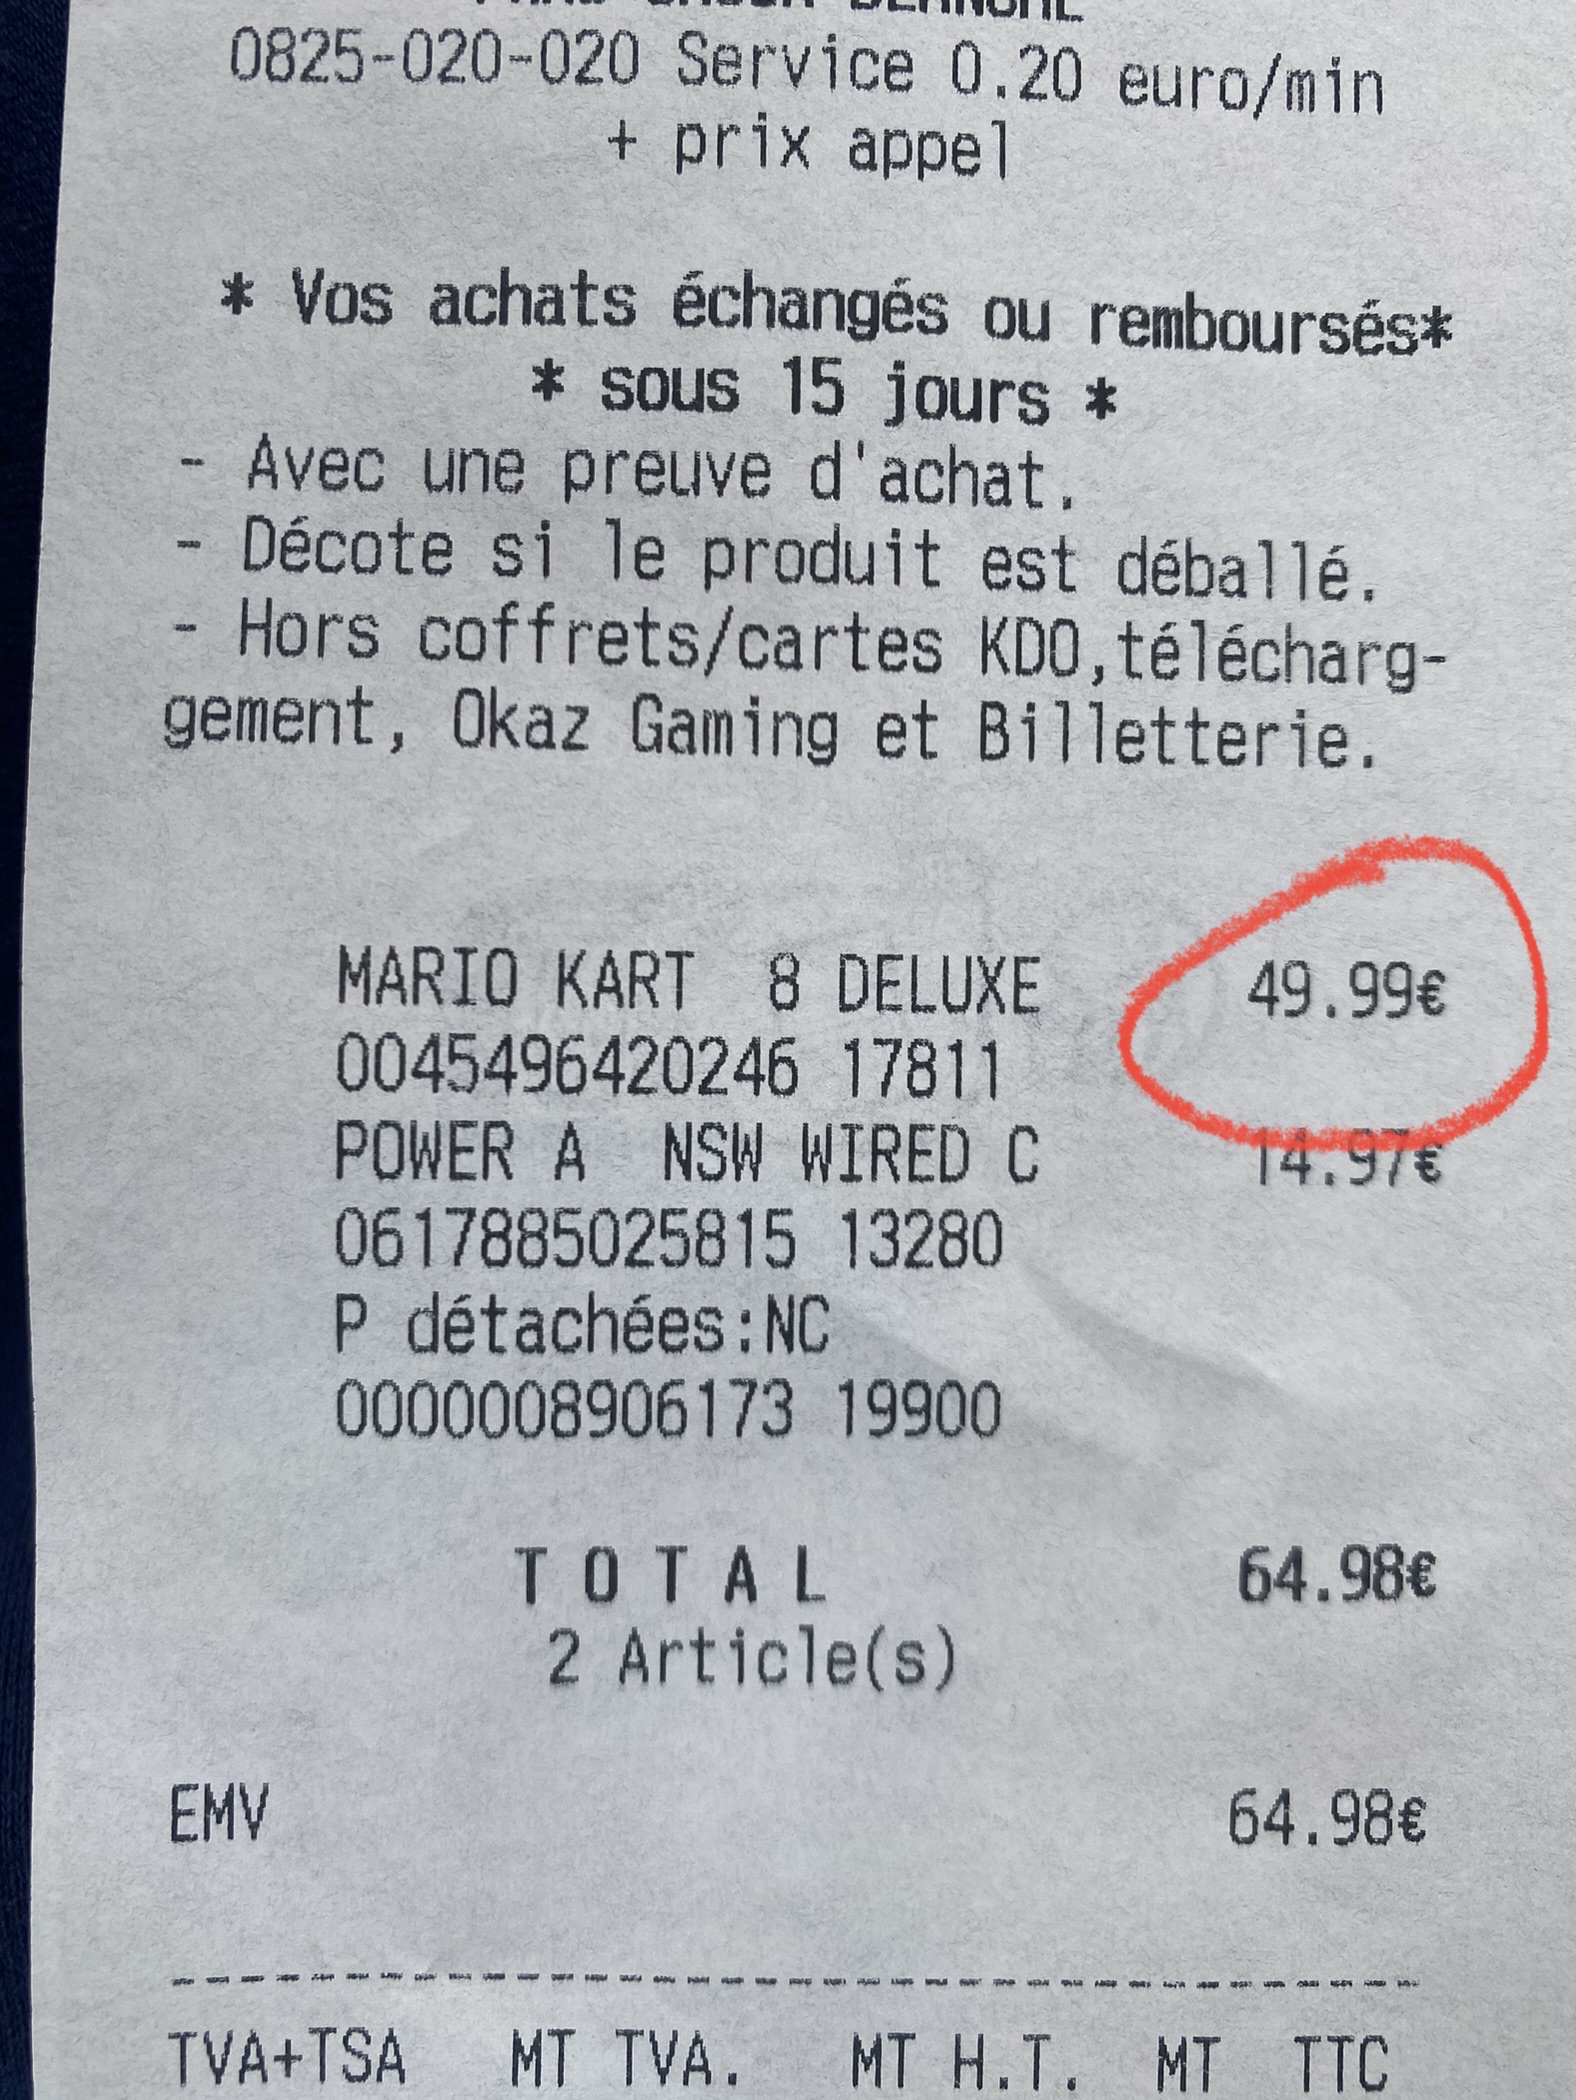 0825-020-020 Service 0.20 euro/min
+ prix appel
* Vos achats échangés ou remboursés*
* sous 15 jours *
- Avec une preuve d'achat.
- Décote si le produit est déballé.
- Hors coffrets/cartes KDO,télécharg-
gement, Okaz Gaming et Billetterie.
MARIO KART 8 DELUXE 49.99€
0045496420246 17811
POWER A NSW WIRED C 14.97€
0617885025815 13280
P détachées:NC
0000008906173 19900
T O T A L 64.98€
2 Article(s)
EMV 64.98€
--------------------------------------
TVA+TSA MT TVA. MT H.T. MT TTC